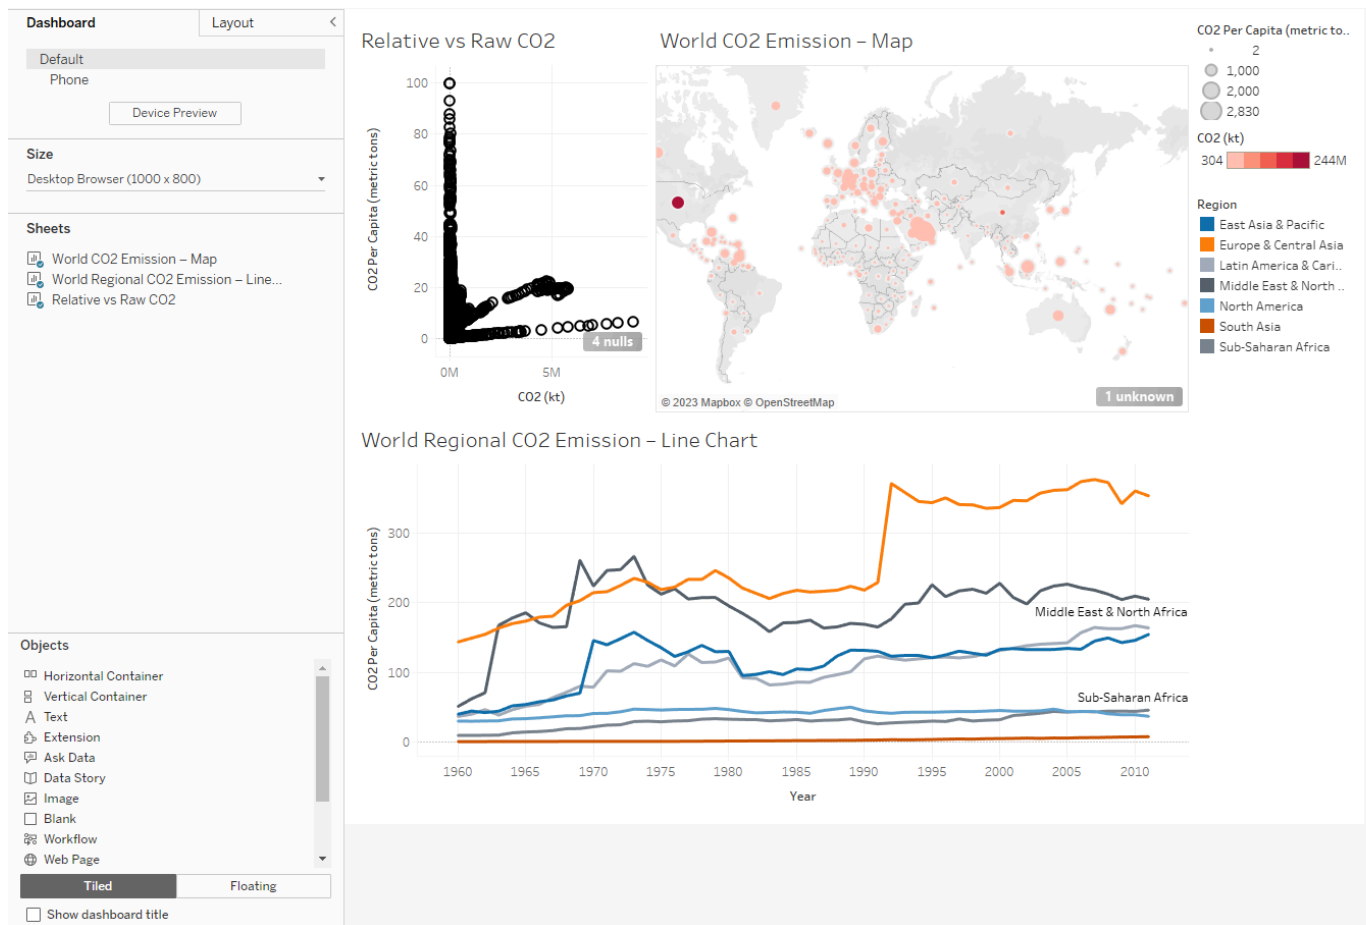 Dashboard
Layout
Default
Phone
Device Preview
Size
Desktop Browser (1000 x 800)
Sheets
World CO2 Emission – Map
World Regional CO2 Emission – Line...
Relative vs Raw CO2
Objects
Horizontal Container
Vertical Container
Text
Extension
Ask Data
Data Story
Image
Blank
Workflow
Web Page
Tiled
Floating
Show dashboard title
Relative vs Raw CO2
CO2 Per Capita (metric tons)
100
80
60
40
20
0
4 nulls
0M
5M
CO2 (kt)
World CO2 Emission – Map
© 2023 Mapbox © OpenStreetMap
1 unknown
CO2 Per Capita (metric to..
2
1,000
2,000
2,830
CO2 (kt)
304
244M
Region
East Asia & Pacific
Europe & Central Asia
Latin America & Cari..
Middle East & North ..
North America
South Asia
Sub-Saharan Africa
World Regional CO2 Emission – Line Chart
CO2 Per Capita (metric tons)
300
200
100
0
Middle East & North Africa
Sub-Saharan Africa
1960
1965
1970
1975
1980
1985
1990
1995
2000
2005
2010
Year